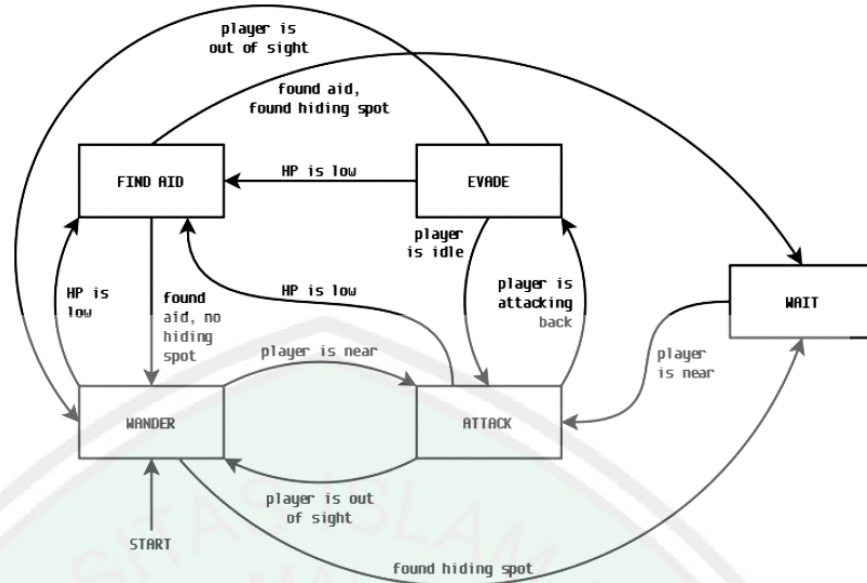 player is
out of sight
found aid,
found hiding spot
FIND AID
HP is low
EVADE
player
is idle
HP is
low
found
aid, no
hiding
spot
HP is low
player is
attacking
back
WAIT
player is near
player
is near
WANDER
ATTACK
player is out
of sight
START
found hiding spot
SITAS ISLAM